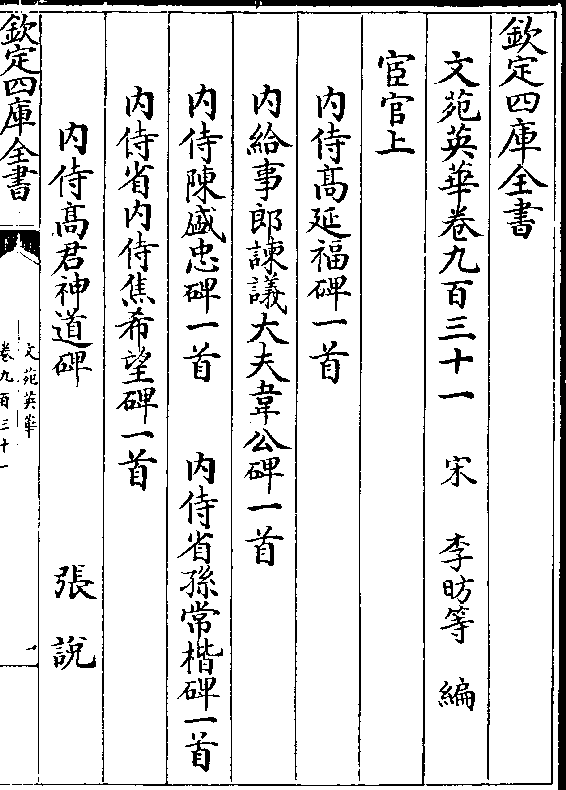 欽定四庫全書
文苑英華卷九百三十一 宋 李昉等 編
宦官上
内侍髙延福碑一首
内給事郎諫議大夫韋公碑一首
内侍陳盛忠碑一首 内侍省孫常楷碑一首
内侍省内侍焦希望碑一首
内侍髙君神道碑 張說
欽定四庫全書
文苑英華
卷九百三十一
一